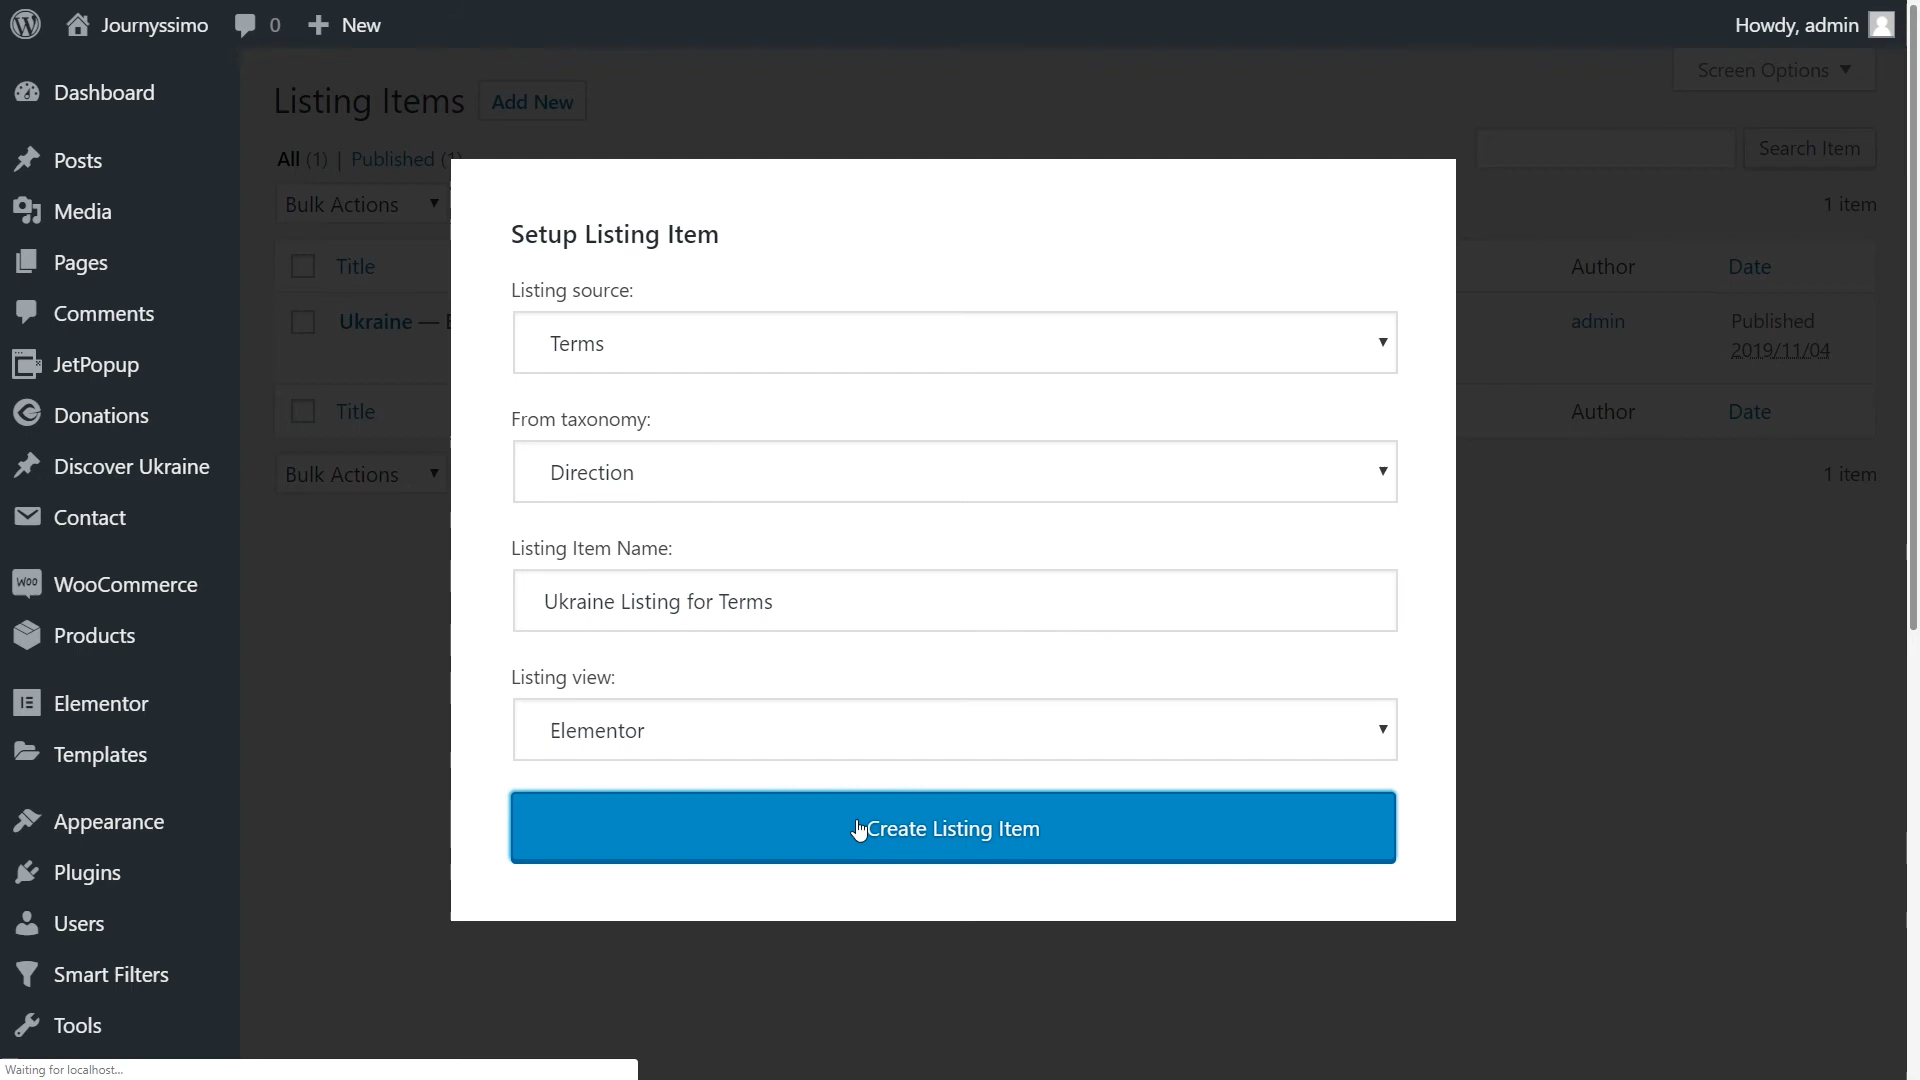 Journyssimo 0 New Howdy, admin
Dashboard
Posts
Media
Pages
Comments
JetPopup
Donations
Discover Ukraine
Contact
WOO WooCommerce
Products
Elementor
Templates
Appearance
Plugins
Users
Smart Filters
Tools
Waiting for localhost...
Screen Options
Listing Items Add New
All (1) | Published (1)
Search Item
Bulk Actions
1 item
Title Author Date
Ukraine — admin Published
2019/11/04
Title Author Date
Bulk Actions
1 item
Setup Listing Item
Listing source:
Terms
From taxonomy:
Direction
Listing Item Name:
Ukraine Listing for Terms
Listing view:
Elementor
Create Listing Item